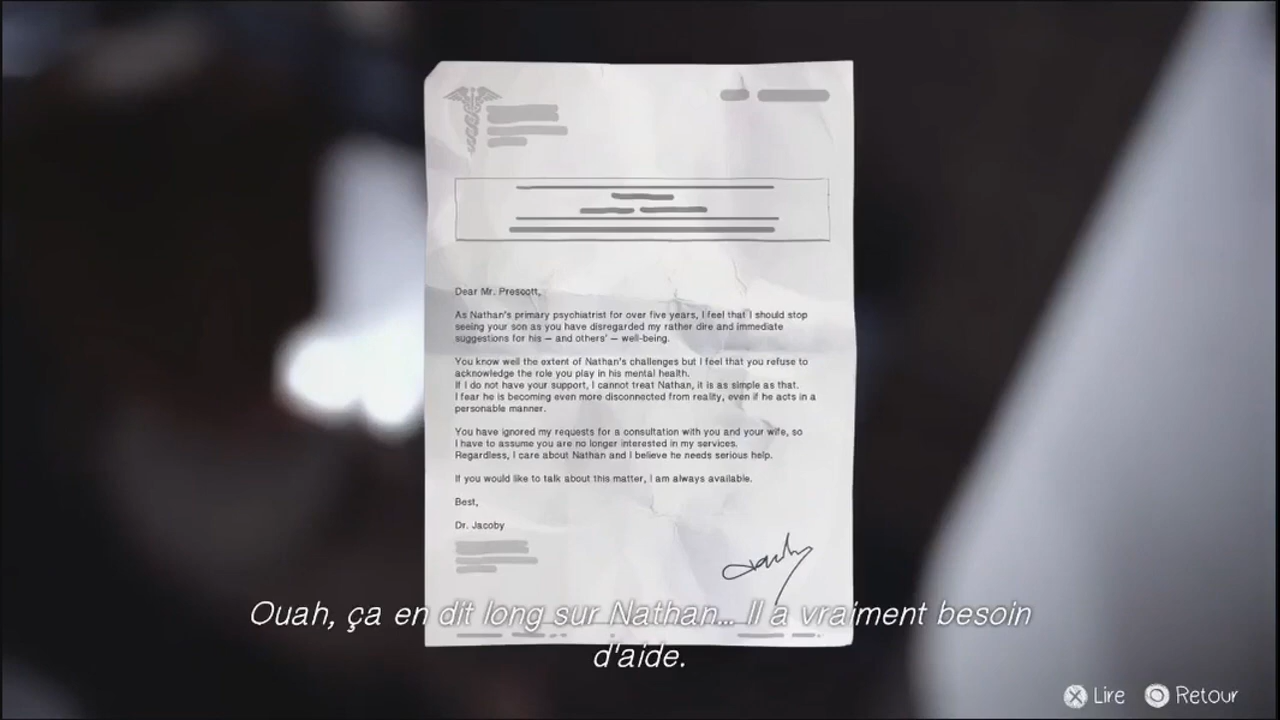 Dear Mr. Prescott,
As Nathan's primary psychiatrist for over five years, I feel that I should stop
seeing your son as you have disregarded my rather dire and immediate
suggestions for his – and others' – well-being.
You know well the extent of Nathan's challenges but I feel that you refuse to
acknowledge the role you play in his mental health.
If I do not have your support, I cannot treat Nathan, it is as simple as that.
I fear he is becoming even more disconnected from reality, even if he acts in a
personable manner.
You have ignored my requests for a consultation with you and your wife, so
I have to assume you are no longer interested in my services.
Regardless, I care about Nathan and I believe he needs serious help.
If you would like to talk about this matter, I am always available.
Best,
Dr. Jacoby
Ouah, ça en dit long sur Nathan... Il a vraiment besoin
d'aide.
Lire Retour